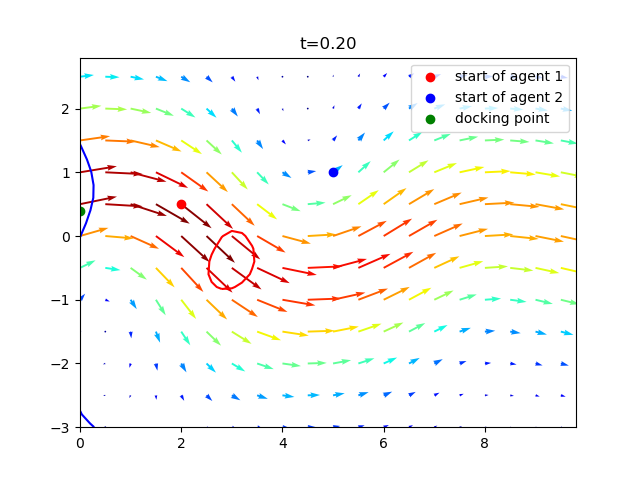 t=0.20
start of agent 1
start of agent 2
docking point
2
1
0
−1
−2
−3
0
2
4
6
8